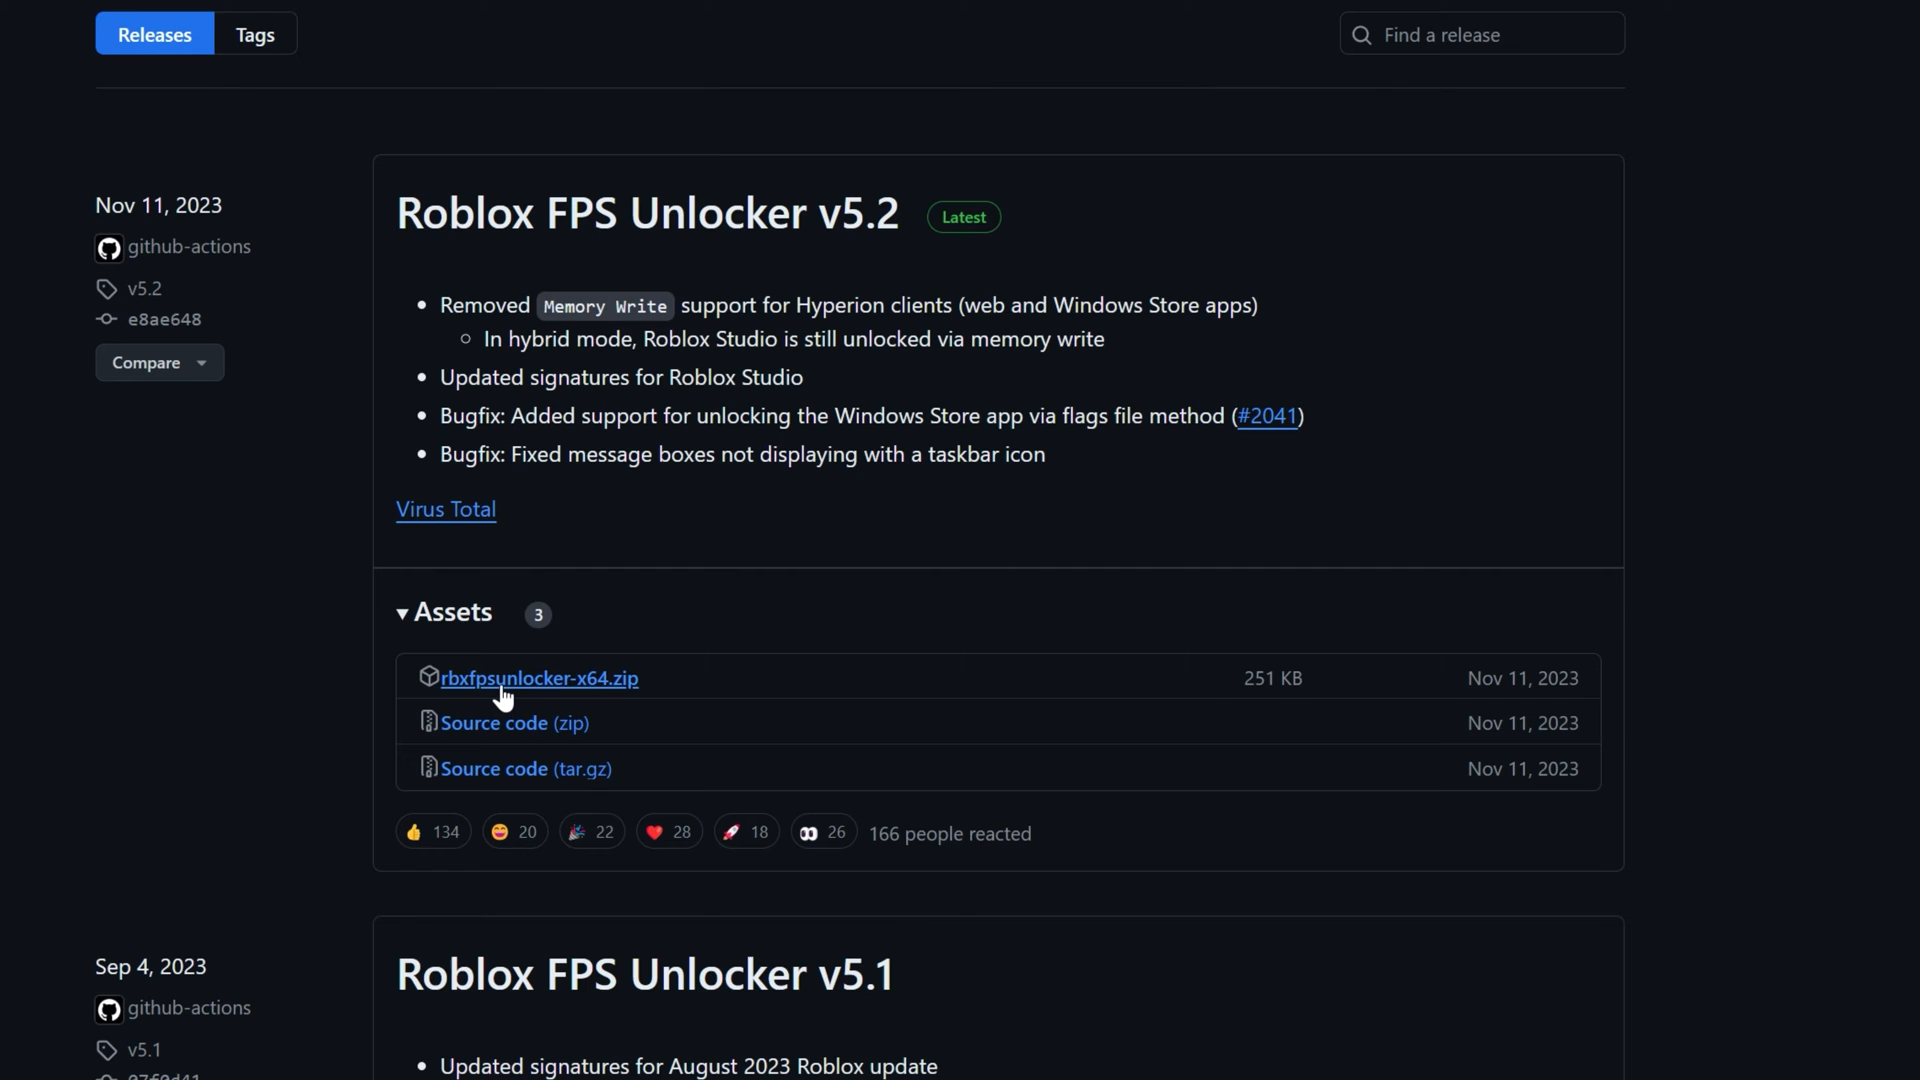 Releases Tags Find a release
Nov 11, 2023
github-actions
v5.2
e8ae648
Compare
Roblox FPS Unlocker v5.2 Latest
Removed Memory Write support for Hyperion clients (web and Windows Store apps)
In hybrid mode, Roblox Studio is still unlocked via memory write
Updated signatures for Roblox Studio
Bugfix: Added support for unlocking the Windows Store app via flags file method (#2041)
Bugfix: Fixed message boxes not displaying with a taskbar icon
Virus Total
Assets 3
rbxfpsunlocker-x64.zip 251 KB Nov 11, 2023
Source code (zip) Nov 11, 2023
Source code (tar.gz) Nov 11, 2023
134 20 22 28 18 26 166 people reacted
Sep 4, 2023
github-actions
v5.1
Roblox FPS Unlocker v5.1
Updated signatures for August 2023 Roblox update